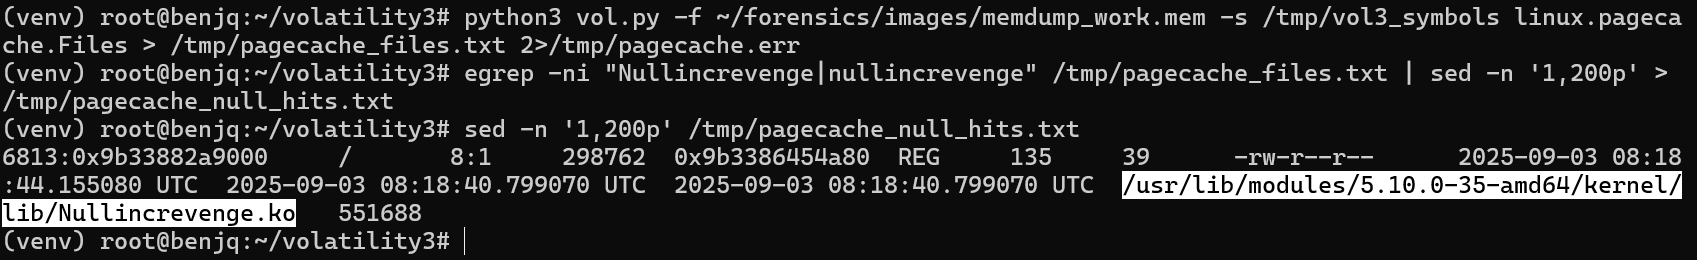 (venv) root@benjq:~/volatility3# python3 vol.py -f ~/forensics/images/memdump_work.mem -s /tmp/vol3_symbols linux.pageca
che.Files > /tmp/pagecache_files.txt 2>/tmp/pagecache.err
(venv) root@benjq:~/volatility3# egrep -ni "Nullincrevenge|nullincrevenge" /tmp/pagecache_files.txt | sed -n '1,200p' >
/tmp/pagecache_null_hits.txt
(venv) root@benjq:~/volatility3# sed -n '1,200p' /tmp/pagecache_null_hits.txt
6813:0x9b33882a9000     /       8:1     298762  0x9b3386454a80  REG     135     39      -rw-r--r--      2025-09-03 08:18
:44.155080 UTC  2025-09-03 08:18:40.799070 UTC  2025-09-03 08:18:40.799070 UTC  /usr/lib/modules/5.10.0-35-amd64/kernel/
lib/Nullincrevenge.ko   551688
(venv) root@benjq:~/volatility3#